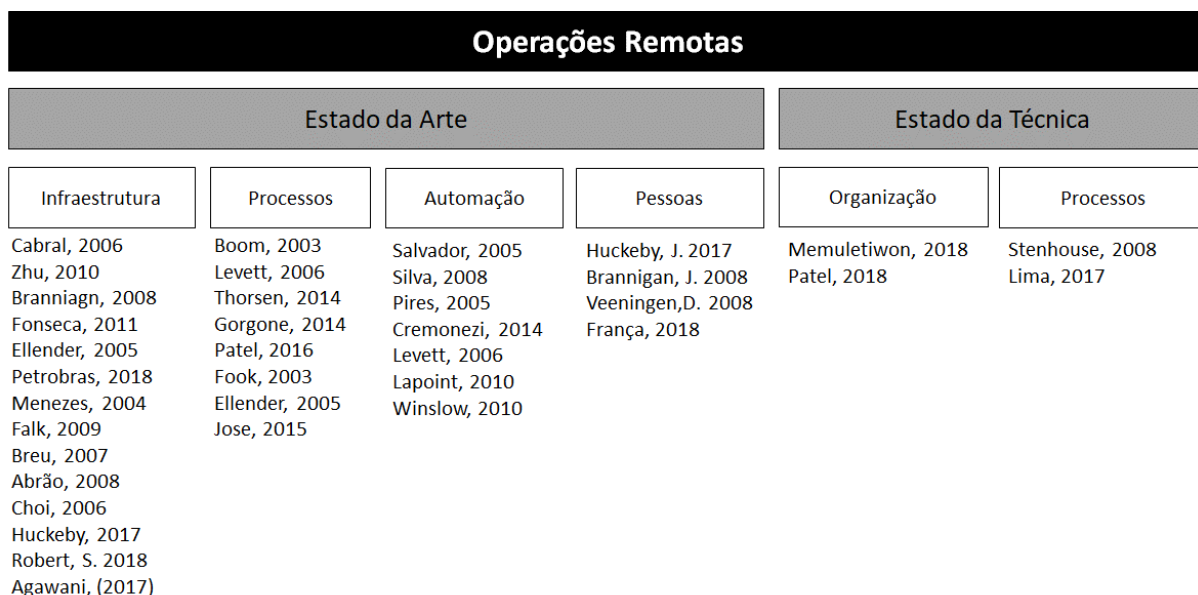 Operações Remotas
Estado da Arte
Estado da Técnica
Infraestrutura
Cabral, 2006
Zhu, 2010
Branniagn, 2008
Fonseca, 2011
Ellender, 2005
Petrobras, 2018
Menezes, 2004
Falk, 2009
Breu, 2007
Abrão, 2008
Choi, 2006
Huckeby, 2017
Robert, S. 2018
Agawani, (2017)
Processos
Boom, 2003
Levett, 2006
Thorsen, 2014
Gorgone, 2014
Patel, 2016
Fook, 2003
Ellender, 2005
Jose, 2015
Automação
Salvador, 2005
Silva, 2008
Pires, 2005
Cremonezi, 2014
Levett, 2006
Lapoint, 2010
Winslow, 2010
Pessoas
Huckeby, J. 2017
Brannigan, J. 2008
Veeningen,D. 2008
França, 2018
Organização
Memuletiwon, 2018
Patel, 2018
Processos
Stenhouse, 2008
Lima, 2017